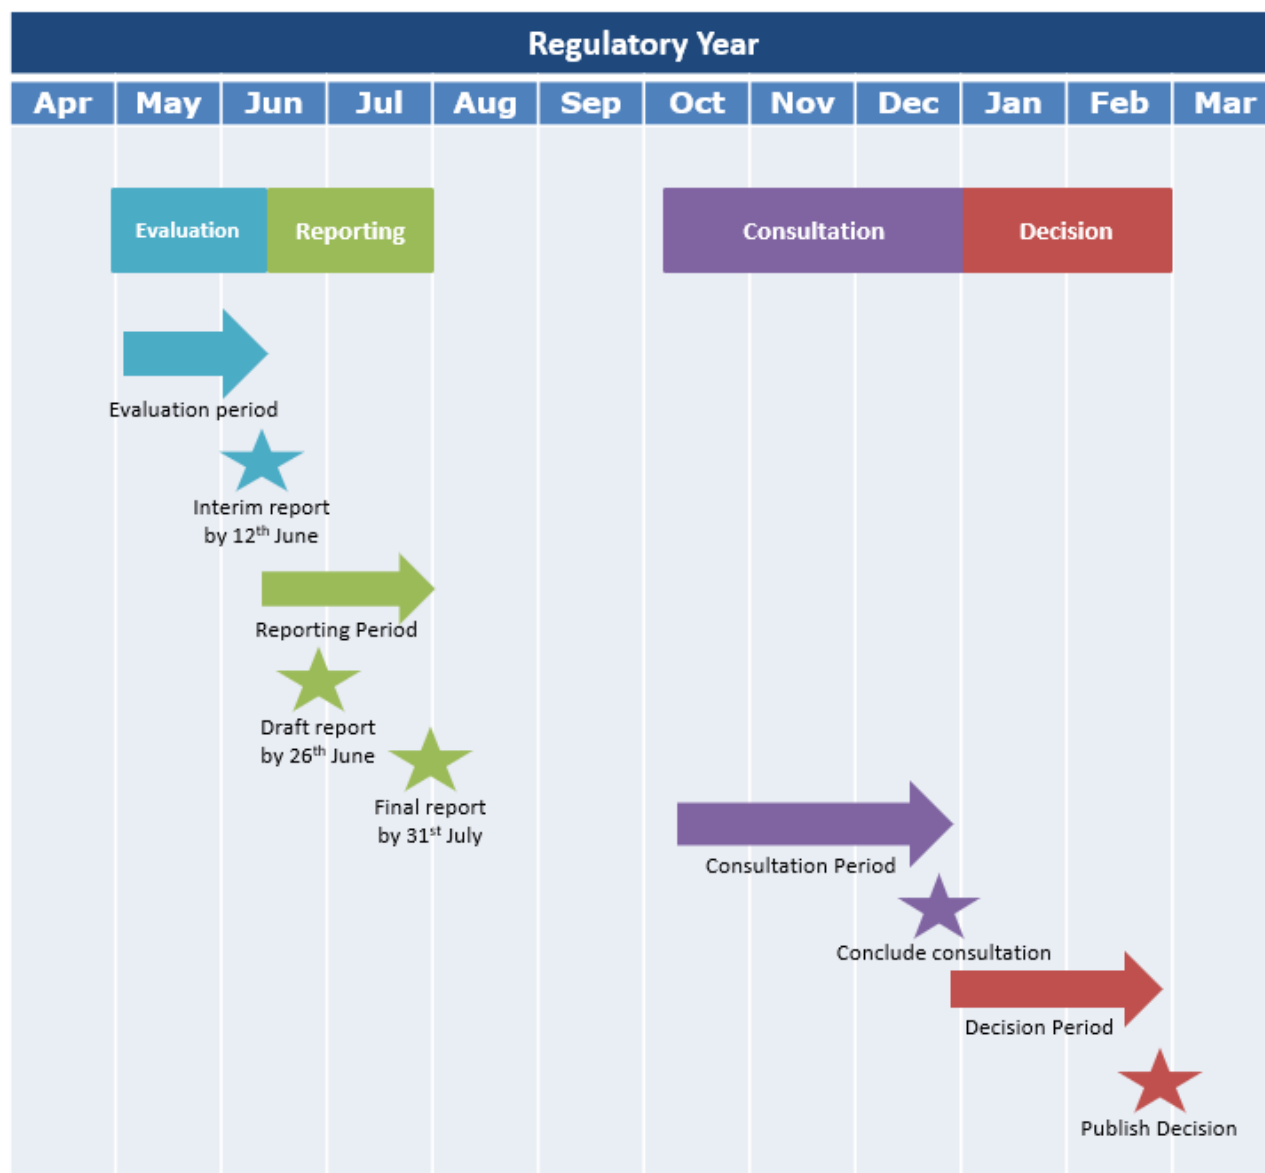 Regulatory Year
Apr May Jun Jul Aug Sep Oct Nov Dec Jan Feb Mar
Evaluation Reporting Consultation Decision
Evaluation period
Interim report
by 12th June
Reporting Period
Draft report
by 26th June
Final report
by 31st July
Consultation Period
Conclude consultation
Decision Period
Publish Decision